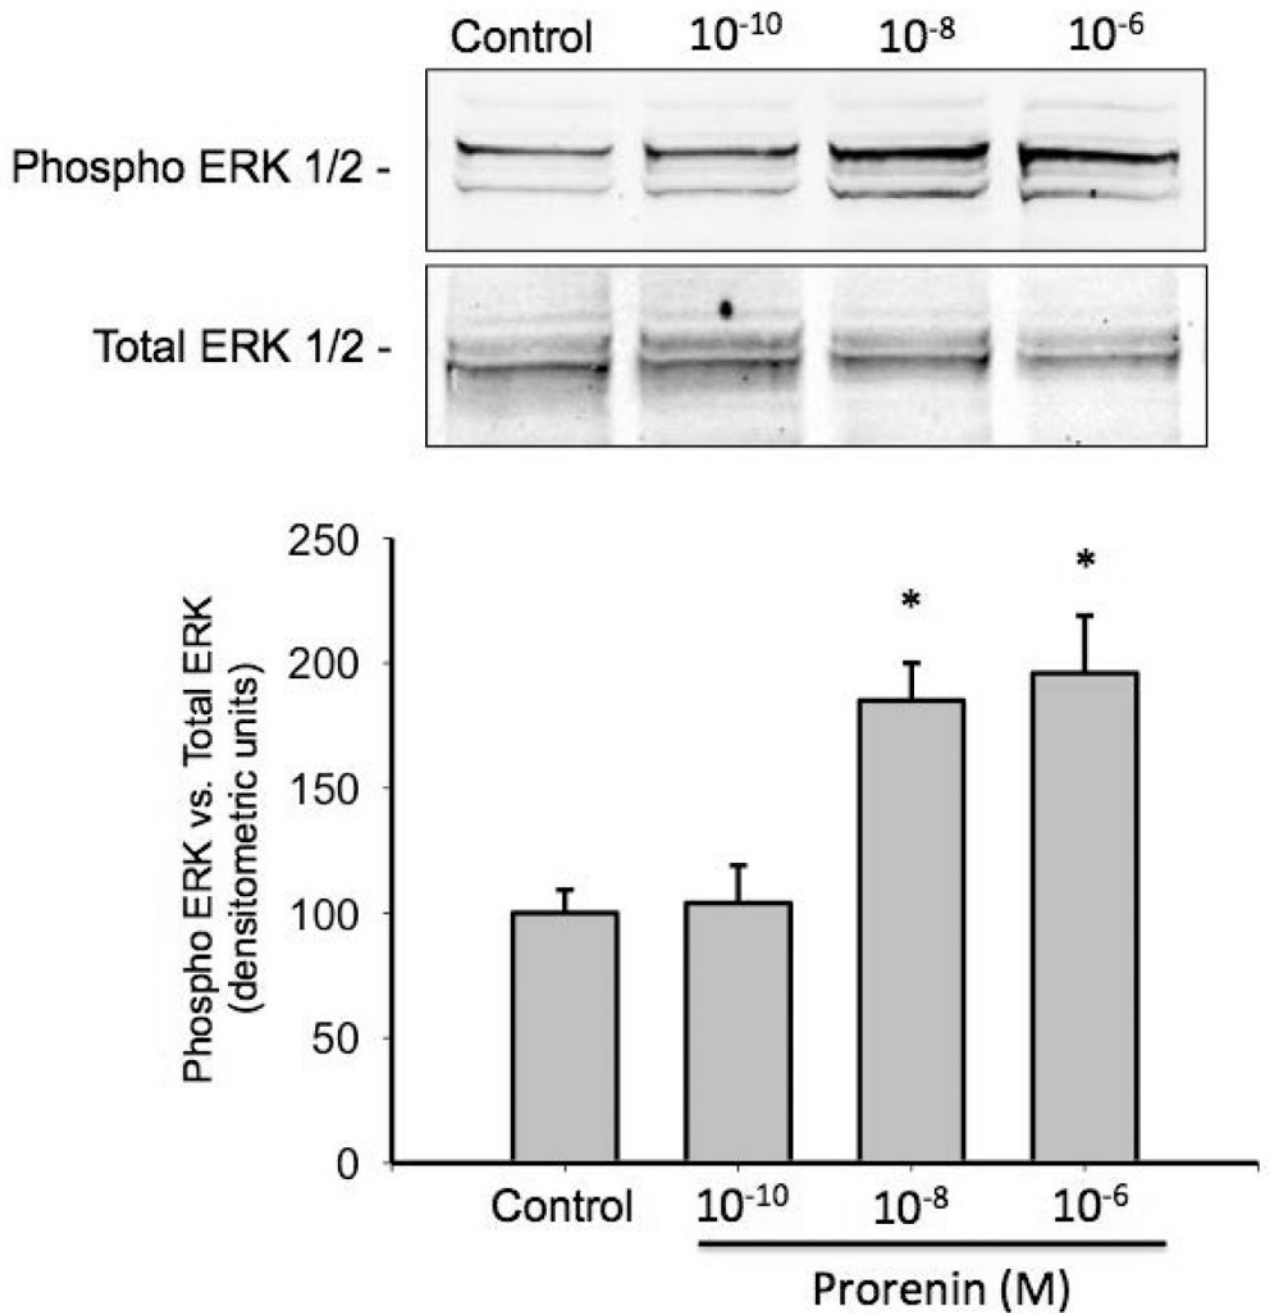 Control 10⁻¹⁰ 10⁻⁸ 10⁻⁶
Phospho ERK 1/2 -
Total ERK 1/2 -
250
200
150
100
50
0
Phospho ERK vs. Total ERK
(densitometric units)
* *
Control 10⁻¹⁰ 10⁻⁸ 10⁻⁶
Prorenin (M)